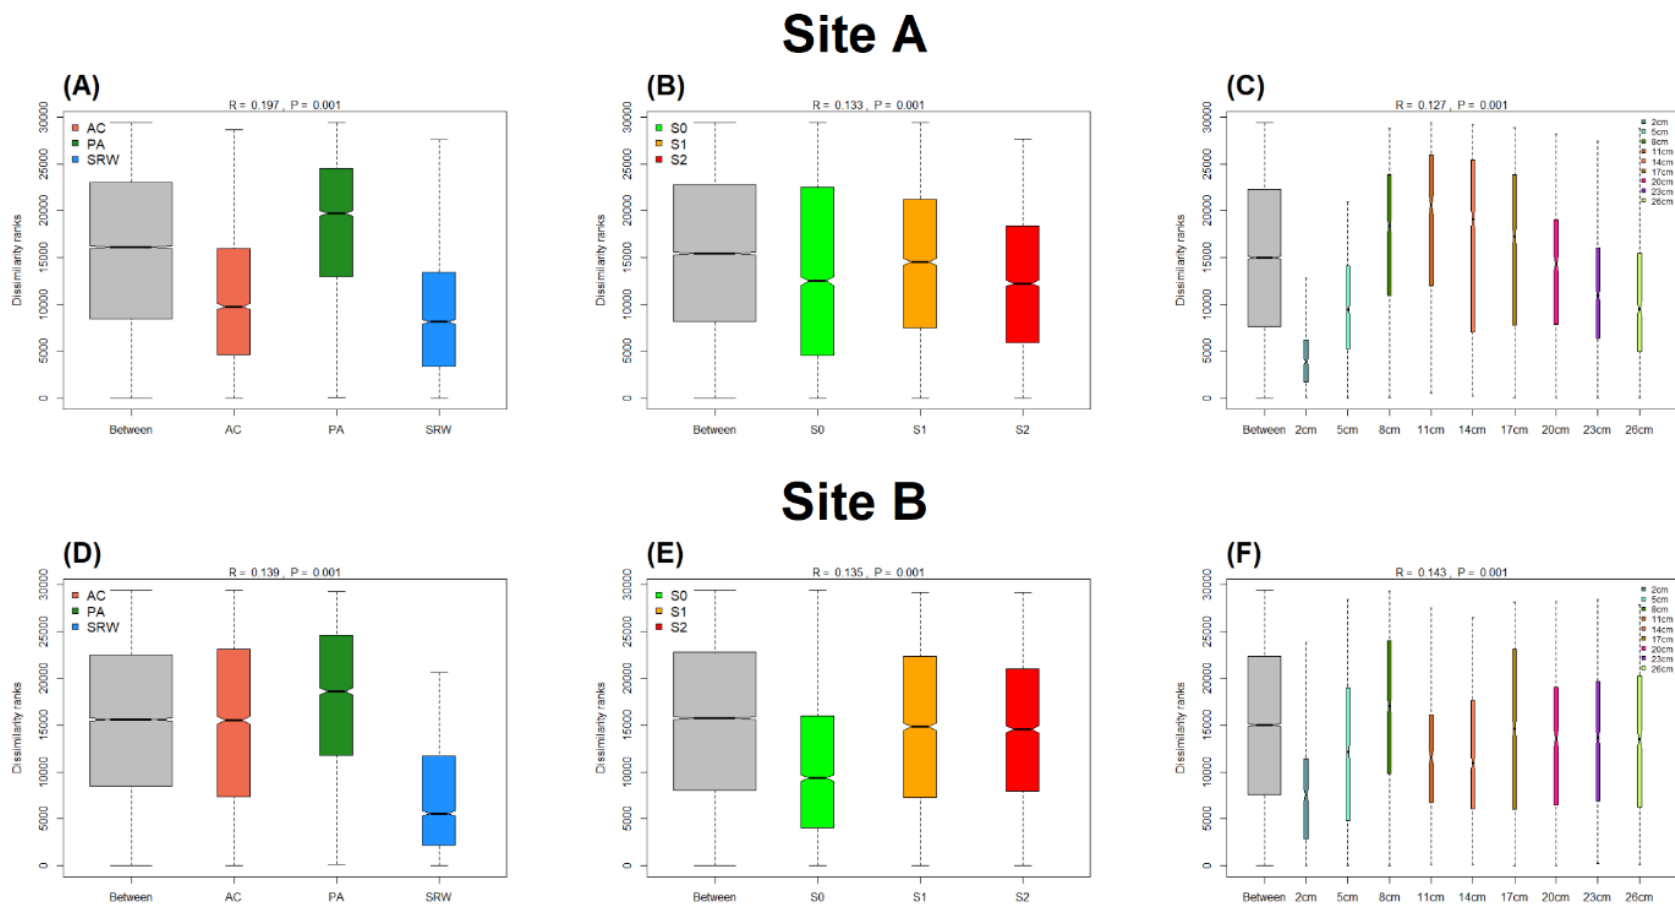 Site A
(A)
R = 0.197 , P = 0.001
AC
PA
SRW
Dissimilarity ranks
0 5000 10000 15000 20000 25000 30000
Between AC PA SRW
(B)
R = 0.133 , P = 0.001
S0
S1
S2
Dissimilarity ranks
0 5000 10000 15000 20000 25000 30000
Between S0 S1 S2
(C)
R = 0.127 , P = 0.001
2cm
5cm
8cm
11cm
14cm
17cm
20cm
23cm
26cm
Dissimilarity ranks
0 5000 10000 15000 20000 25000 30000
Between 2cm 5cm 8cm 11cm 14cm 17cm 20cm 23cm 26cm
Site B
(D)
R = 0.139 , P = 0.001
AC
PA
SRW
Dissimilarity ranks
0 5000 10000 15000 20000 25000 30000
Between AC PA SRW
(E)
R = 0.135 , P = 0.001
S0
S1
S2
Dissimilarity ranks
0 5000 10000 15000 20000 25000 30000
Between S0 S1 S2
(F)
R = 0.143 , P = 0.001
2cm
5cm
8cm
11cm
14cm
17cm
20cm
23cm
26cm
Dissimilarity ranks
0 5000 10000 15000 20000 25000 30000
Between 2cm 5cm 8cm 11cm 14cm 17cm 20cm 23cm 26cm